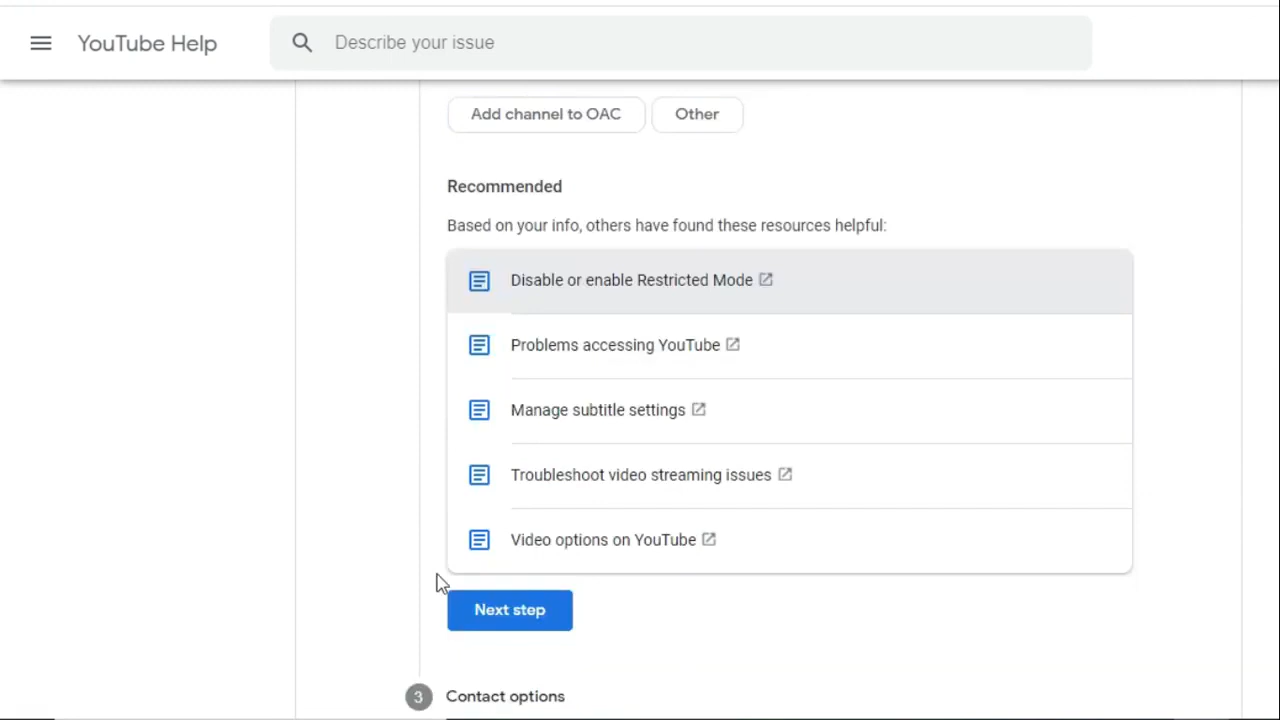 YouTube Help
Describe your issue
Add channel to OAC
Other
Recommended
Based on your info, others have found these resources helpful:
Disable or enable Restricted Mode
Problems accessing YouTube
Manage subtitle settings
Troubleshoot video streaming issues
Video options on YouTube
Next step
3 Contact options